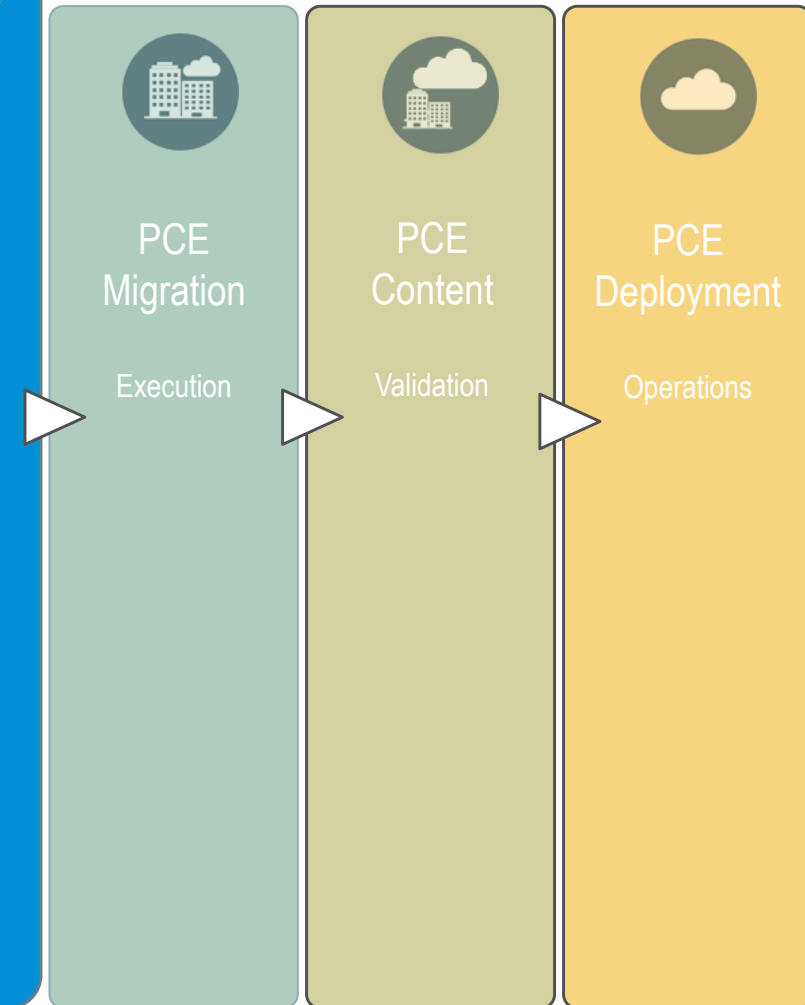 PCE
Migration
Execution
PCE
Content
Validation
PCE
Deployment
Operations